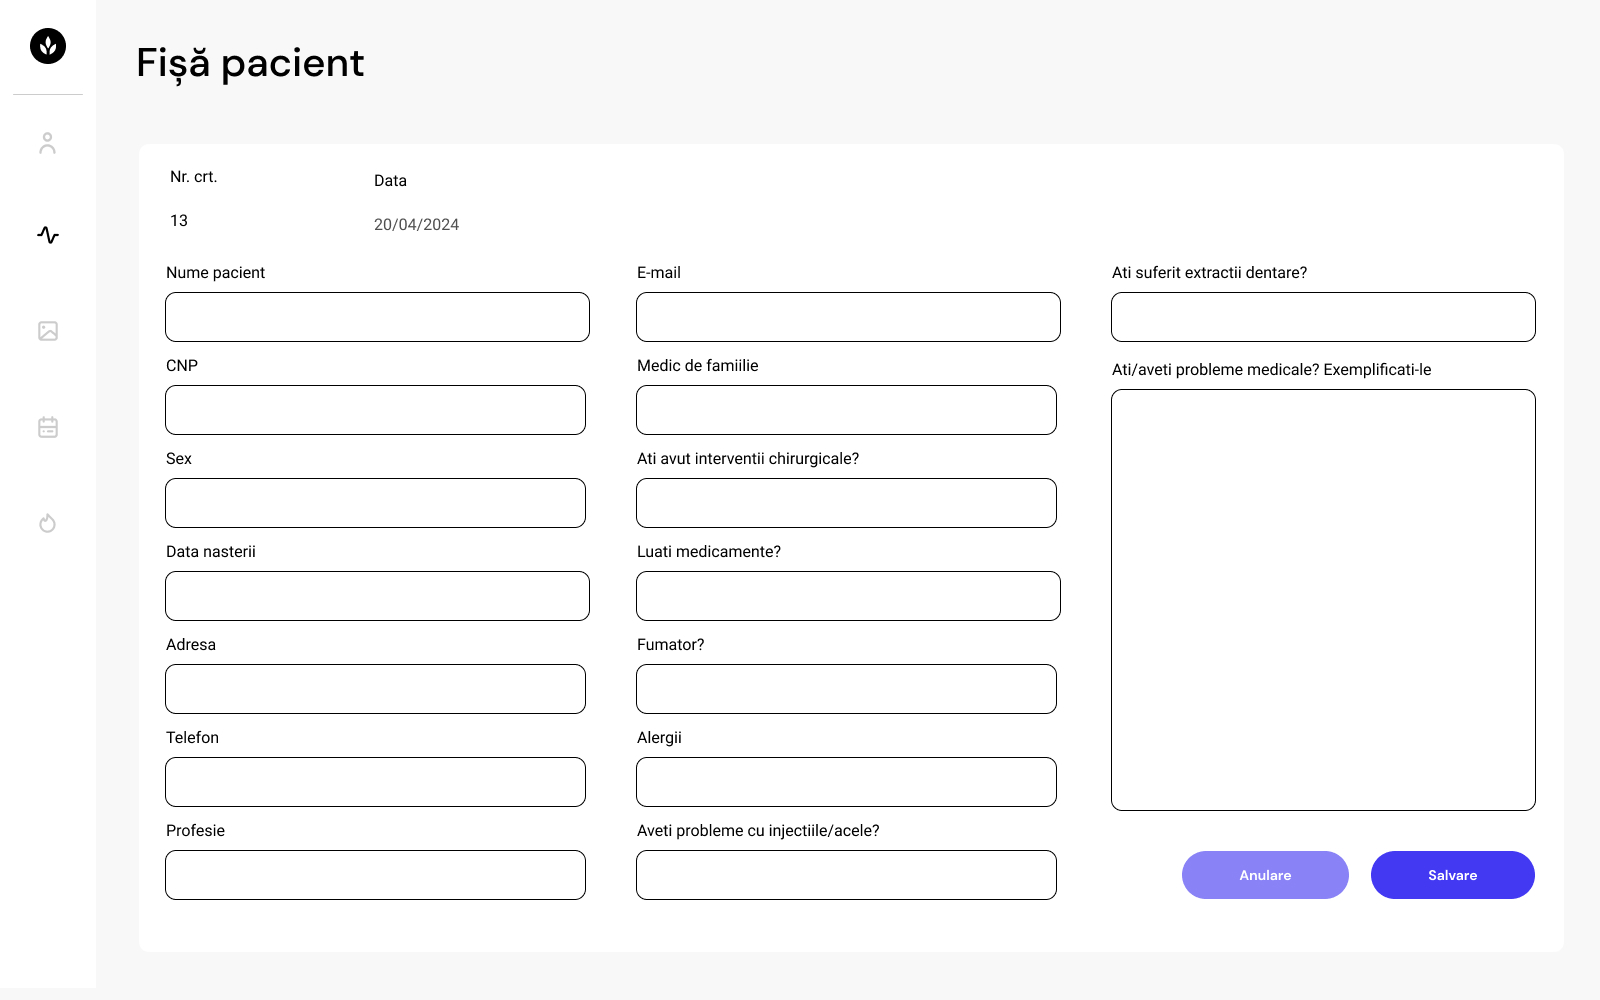 Fișă pacient
Nr. crt.
Data
13
20/04/2024
Nume pacient
CNP
Sex
Data nasterii
Adresa
Telefon
Profesie
E-mail
Medic de famiilie
Ati avut interventii chirurgicale?
Luati medicamente?
Fumator?
Alergii
Aveti probleme cu injectiile/acele?
Ati suferit extractii dentare?
Ati/aveti probleme medicale? Exemplificati-le
Anulare
Salvare